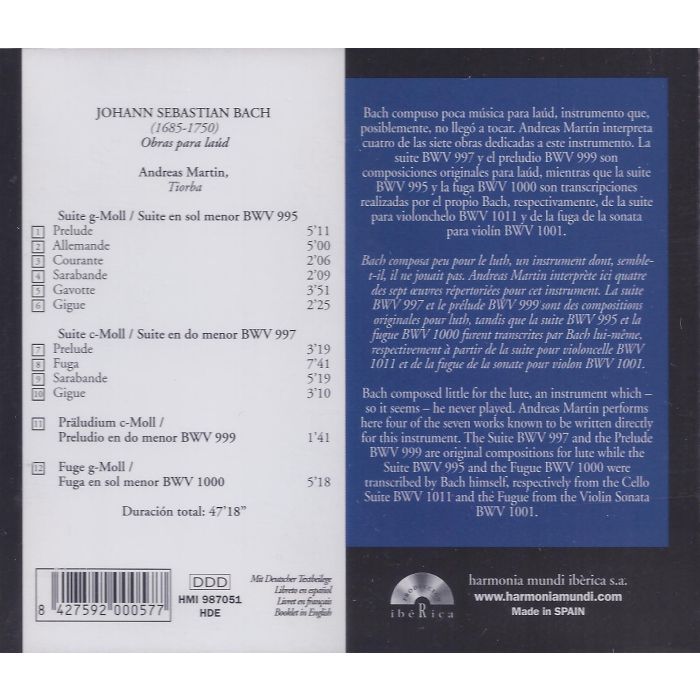 JOHANN SEBASTIAN BACH
(1685-1750)
Obras para laúd
Andreas Martin,
Tiorba
Suite g-Moll / Suite en sol menor BWV 995
1 Prelude 5'11
2 Allemande 5'00
3 Courante 2'06
4 Sarabande 2'09
5 Gavotte 3'51
6 Gigue 2'25
Suite c-Moll / Suite en do menor BWV 997
7 Prelude 3'19
8 Fuga 7'41
9 Sarabande 5'19
10 Gigue 3'10
11 Präludium c-Moll /
Preludio en do menor BWV 999 1'41
12 Fuge g-Moll /
Fuga en sol menor BWV 1000 5'18
Duración total: 47'18"
8 427592 000577
DDD
HMI 987051
HDE
Mit Deutscher Textbeilege
Libreto en español
Livret en français
Booklet in English
Bach compuso poca música para laúd, instrumento que,
posiblemente, no llegó a tocar. Andreas Martin interpreta
cuatro de las siete obras dedicadas a este instrumento. La
suite BWV 997 y el preludio BWV 999 son
composiciones originales para laúd, mientras que la suite
BWV 995 y la fuga BWV 1000 son transcripciones
realizadas por el propio Bach, respectivamente, de la suite
para violonchelo BWV 1011 y de la fuga de la sonata
para violín BWV 1001.
Bach composa peu pour le luth, un instrument dont, semble-
t-il, il ne jouait pas. Andreas Martin interprète ici quatre
des sept œuvres répertoriées pour cet instrument. La suite
BWV 997 et le prélude BWV 999 sont des compositions
originales pour luth, tandis que la suite BWV 995 et la
fugue BWV 1000 furent transcrites par Bach lui-même,
respectivement à partir de la suite pour violoncelle BWV
1011 et de la fugue de la sonate pour violon BWV 1001.
Bach composed little for the lute, an instrument which –
so it seems – he never played. Andreas Martin performs
here four of the seven works known to be written directly
for this instrument. The Suite BWV 997 and the Prelude
BWV 999 are original compositions for lute while the
Suite BWV 995 and the Fugue BWV 1000 were
transcribed by Bach himself, respectively from the Cello
Suite BWV 1011 and the Fugue from the Violin Sonata
BWV 1001.
ibèRica
harmonia mundi ibèrica s.a.
www.harmoniamundi.com
Made in SPAIN